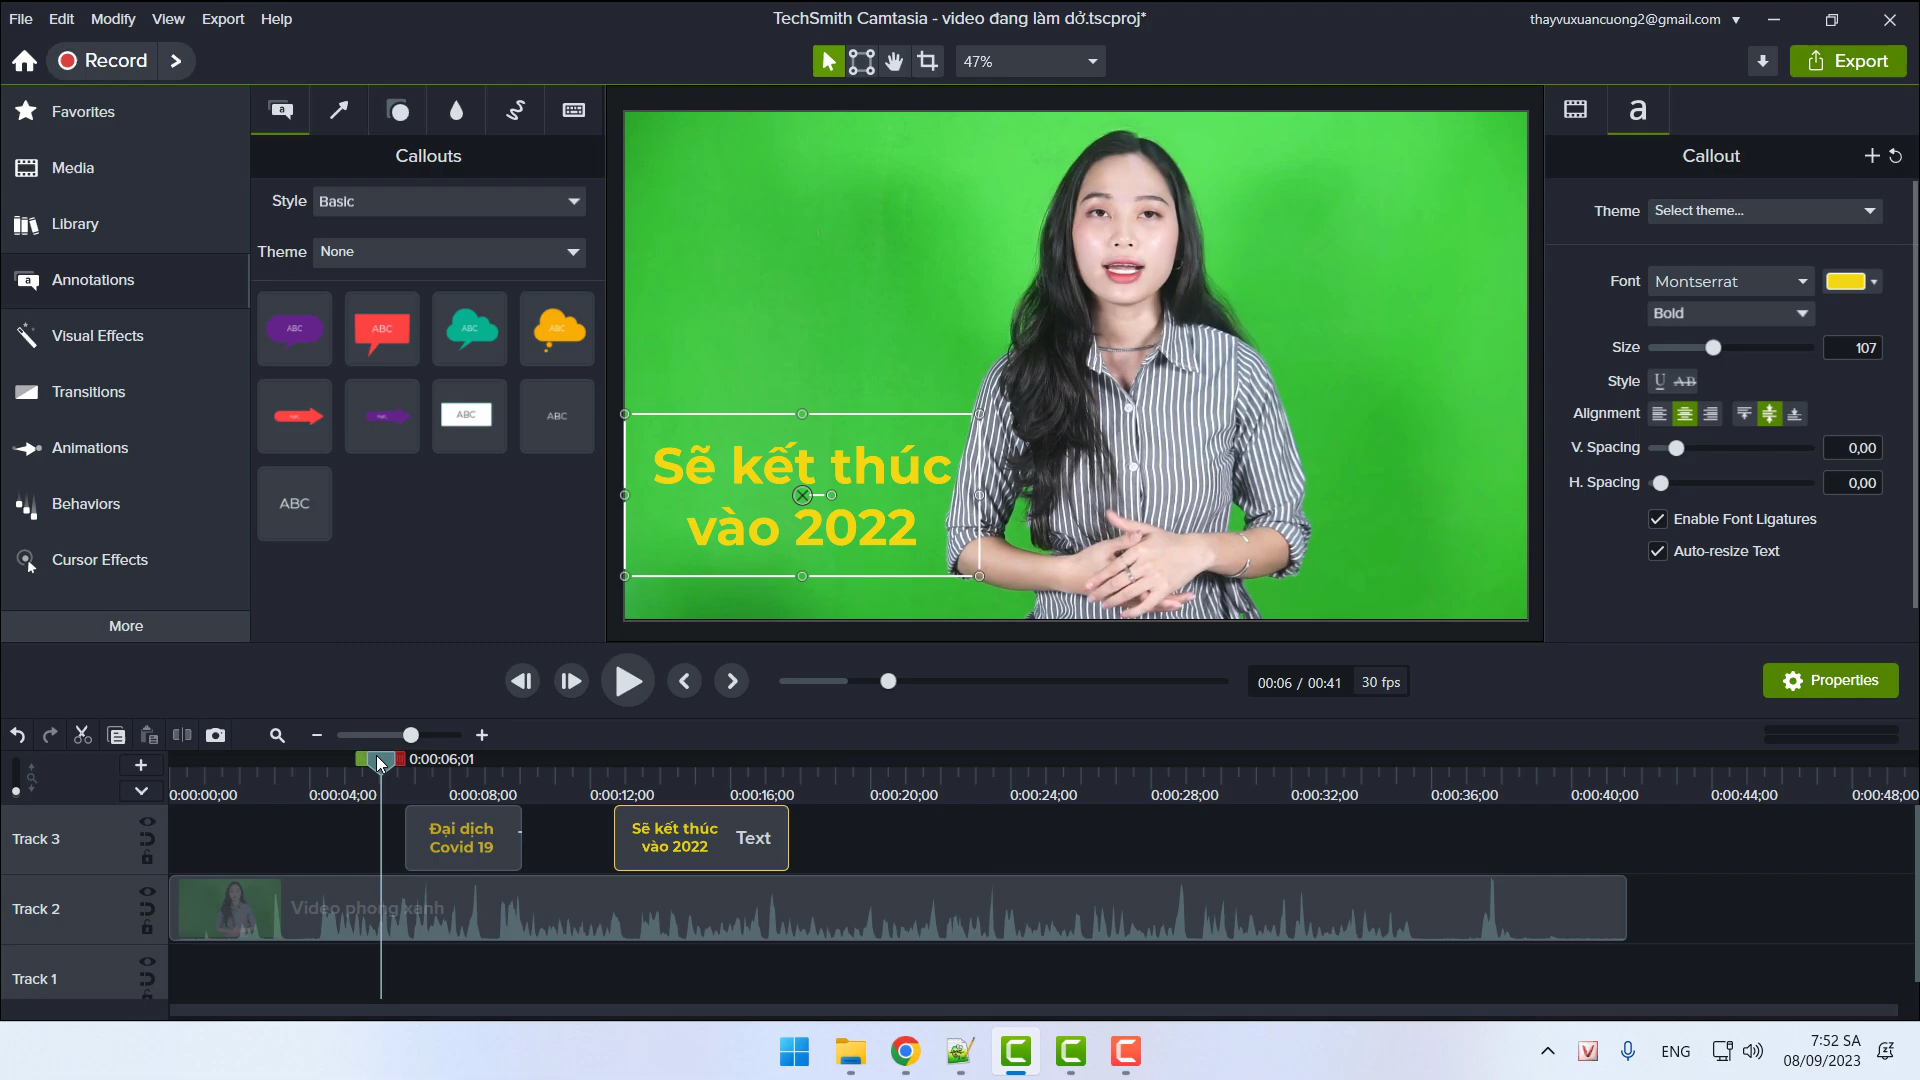 File Edit Modify View Export Help
TechSmith Camtasia - video đang làm dở.tscproj*
thayvuxuancuong2@gmail.com
Record
47%
Export
Favorites
Media
Library
Annotations
Visual Effects
Transitions
Animations
Behaviors
Cursor Effects
More
Callouts
Style Basic
Theme None
ABC ABC ABC ABC
ABC ABC
ABC
Sẽ kết thúc
vào 2022
Callout
Theme Select theme...
Font Montserrat
Bold
Size 107
Style U AB
Alignment
V. Spacing 0,00
H. Spacing 0,00
Enable Font Ligatures
Auto-resize Text
00:06 / 00:41 30 fps
Properties
0:00:06;01
0:00:00;00 0:00:04;00 0:00:08;00 0:00:12;00 0:00:16;00 0:00:20;00 0:00:24;00 0:00:28;00 0:00:32;00 0:00:36;00 0:00:40;00 0:00:44;00 0:00:48;00
Track 3
Đại dịch
Covid 19
Sẽ kết thúc
vào 2022
Text
Track 2
Video phong xanh
Track 1
ENG
7:52 SA
08/09/2023